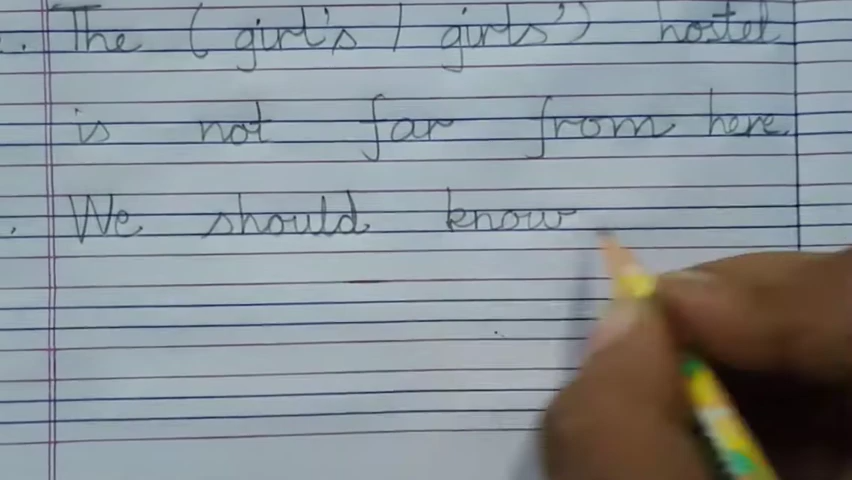 . The (girl's / girls') hostel
is not far from here
. We should know